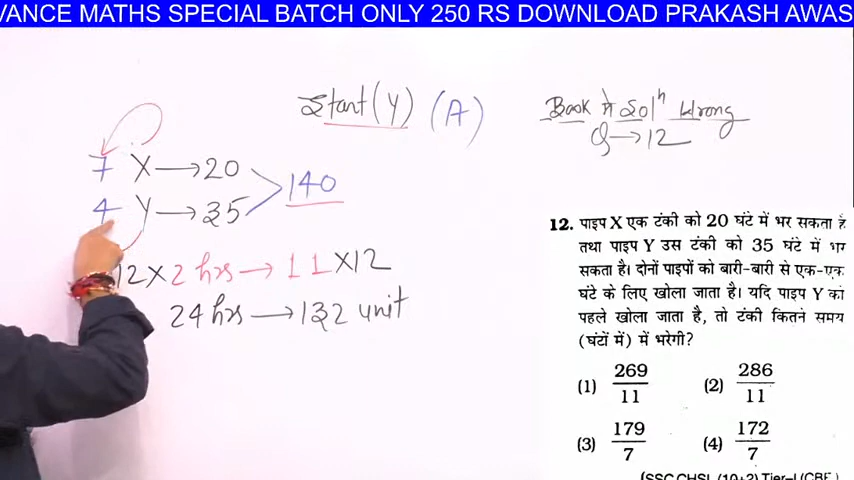 VANCE MATHS SPECIAL BATCH ONLY 250 RS DOWNLOAD PRAKASH AWAS
Start (Y) (A)
Book में Solⁿ Wrong
Q→12
7 X → 20
4 Y → 35
140
12 X 2 hrs → 11 X12
24 hrs → 132 unit
12. पाइप X एक टंकी को 20 घंटे में भर सकता है
तथा पाइप Y उस टंकी को 35 घंटे में भर
सकता है। दोनों पाइपों को बारी-बारी से एक-एक
घंटे के लिए खोला जाता है। यदि पाइप Y को
पहले खोला जाता है, तो टंकी कितने समय
(घंटों में) में भरेगी?
(1) 269/11 (2) 286/11
(3) 179/7 (4) 172/7
(SSC CHSL (10+2) Tier-I (CBE)